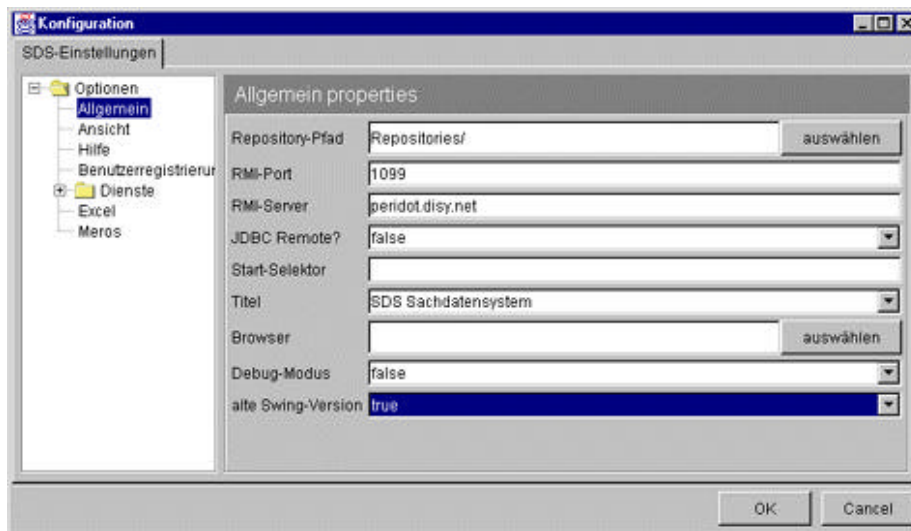 Konfiguration
SDS-Einstellungen
Optionen
Allgemein
Ansicht
Hilfe
Benutzerregistrierur
Dienste
Excel
Meros
Allgemein properties
Repository-Pfad Repositories/ auswählen
RMI-Port 1099
RMI-Server peridot.disy.net
JDBC Remote? false
Start-Selektor
Titel SDS Sachdatensystem
Browser auswählen
Debug-Modus false
alte Swing-Version true
OK Cancel